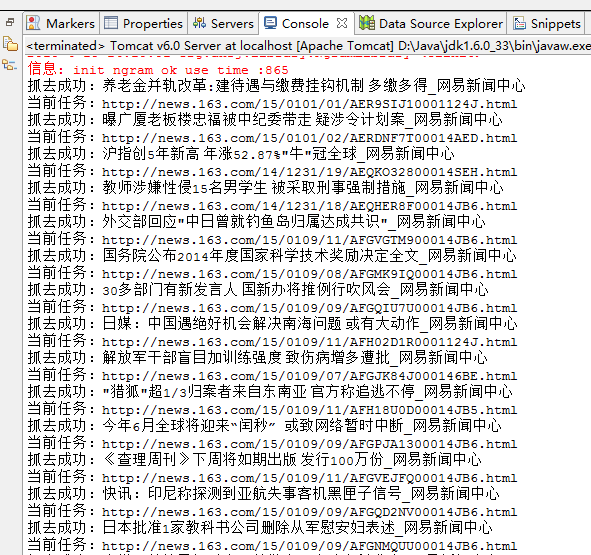 Markers Properties Servers Console Data Source Explorer Snippets
<terminated> Tomcat v6.0 Server at localhost [Apache Tomcat] D:\Java\jdk1.6.0_33\bin\javaw.exe
信息: init ngram ok use time :865
抓去成功：养老金并轨改革:建待遇与缴费挂钩机制 多缴多得_网易新闻中心
当前任务：http://news.163.com/15/0101/01/AER9SIJ10001124J.html
抓去成功：曝广厦老板楼忠福被中纪委带走 疑涉令计划案_网易新闻中心
当前任务：http://news.163.com/15/0101/02/AERDNF7T00014AED.html
抓去成功：沪指创5年新高 年涨52.87%"牛"冠全球_网易新闻中心
当前任务：http://news.163.com/14/1231/19/AEQKO32800014SEH.html
抓去成功：教师涉嫌性侵15名男学生 被采取刑事强制措施_网易新闻中心
当前任务：http://news.163.com/14/1231/18/AEQHER8F00014JB6.html
抓去成功：外交部回应"中日曾就钓鱼岛归属达成共识"_网易新闻中心
当前任务：http://news.163.com/15/0109/11/AFGVGTM900014JB6.html
抓去成功：国务院公布2014年度国家科学技术奖励决定全文_网易新闻中心
当前任务：http://news.163.com/15/0109/08/AFGMK9IQ00014JB6.html
抓去成功：30多部门有新发言人 国新办将推例行吹风会_网易新闻中心
当前任务：http://news.163.com/15/0109/09/AFGQIU7U00014JB6.html
抓去成功：日媒：中国遇绝好机会解决南海问题 或有大动作_网易新闻中心
当前任务：http://news.163.com/15/0109/11/AFH02D1R0001124J.html
抓去成功：解放军干部盲目加训练强度 致伤病增多遭批_网易新闻中心
当前任务：http://news.163.com/15/0109/07/AFGJK84J000146BE.html
抓去成功："猎狐"超1/3归案者来自东南亚 官方称追逃不停_网易新闻中心
当前任务：http://news.163.com/15/0109/11/AFH18U0D00014JB5.html
抓去成功：今年6月全球将迎来“闰秒” 或致网络暂时中断_网易新闻中心
当前任务：http://news.163.com/15/0109/09/AFGPJA1300014JB6.html
抓去成功：《查理周刊》下周将如期出版 发行100万份_网易新闻中心
当前任务：http://news.163.com/15/0109/11/AFGVEJFQ00014JB6.html
抓去成功：快讯：印尼称探测到亚航失事客机黑匣子信号_网易新闻中心
当前任务：http://news.163.com/15/0109/09/AFGQD2NV00014JB6.html
抓去成功：日本批准1家教科书公司删除从军慰安妇表述_网易新闻中心
当前任务：http://news.163.com/15/0109/09/AFGNMQUU00014JB6.html